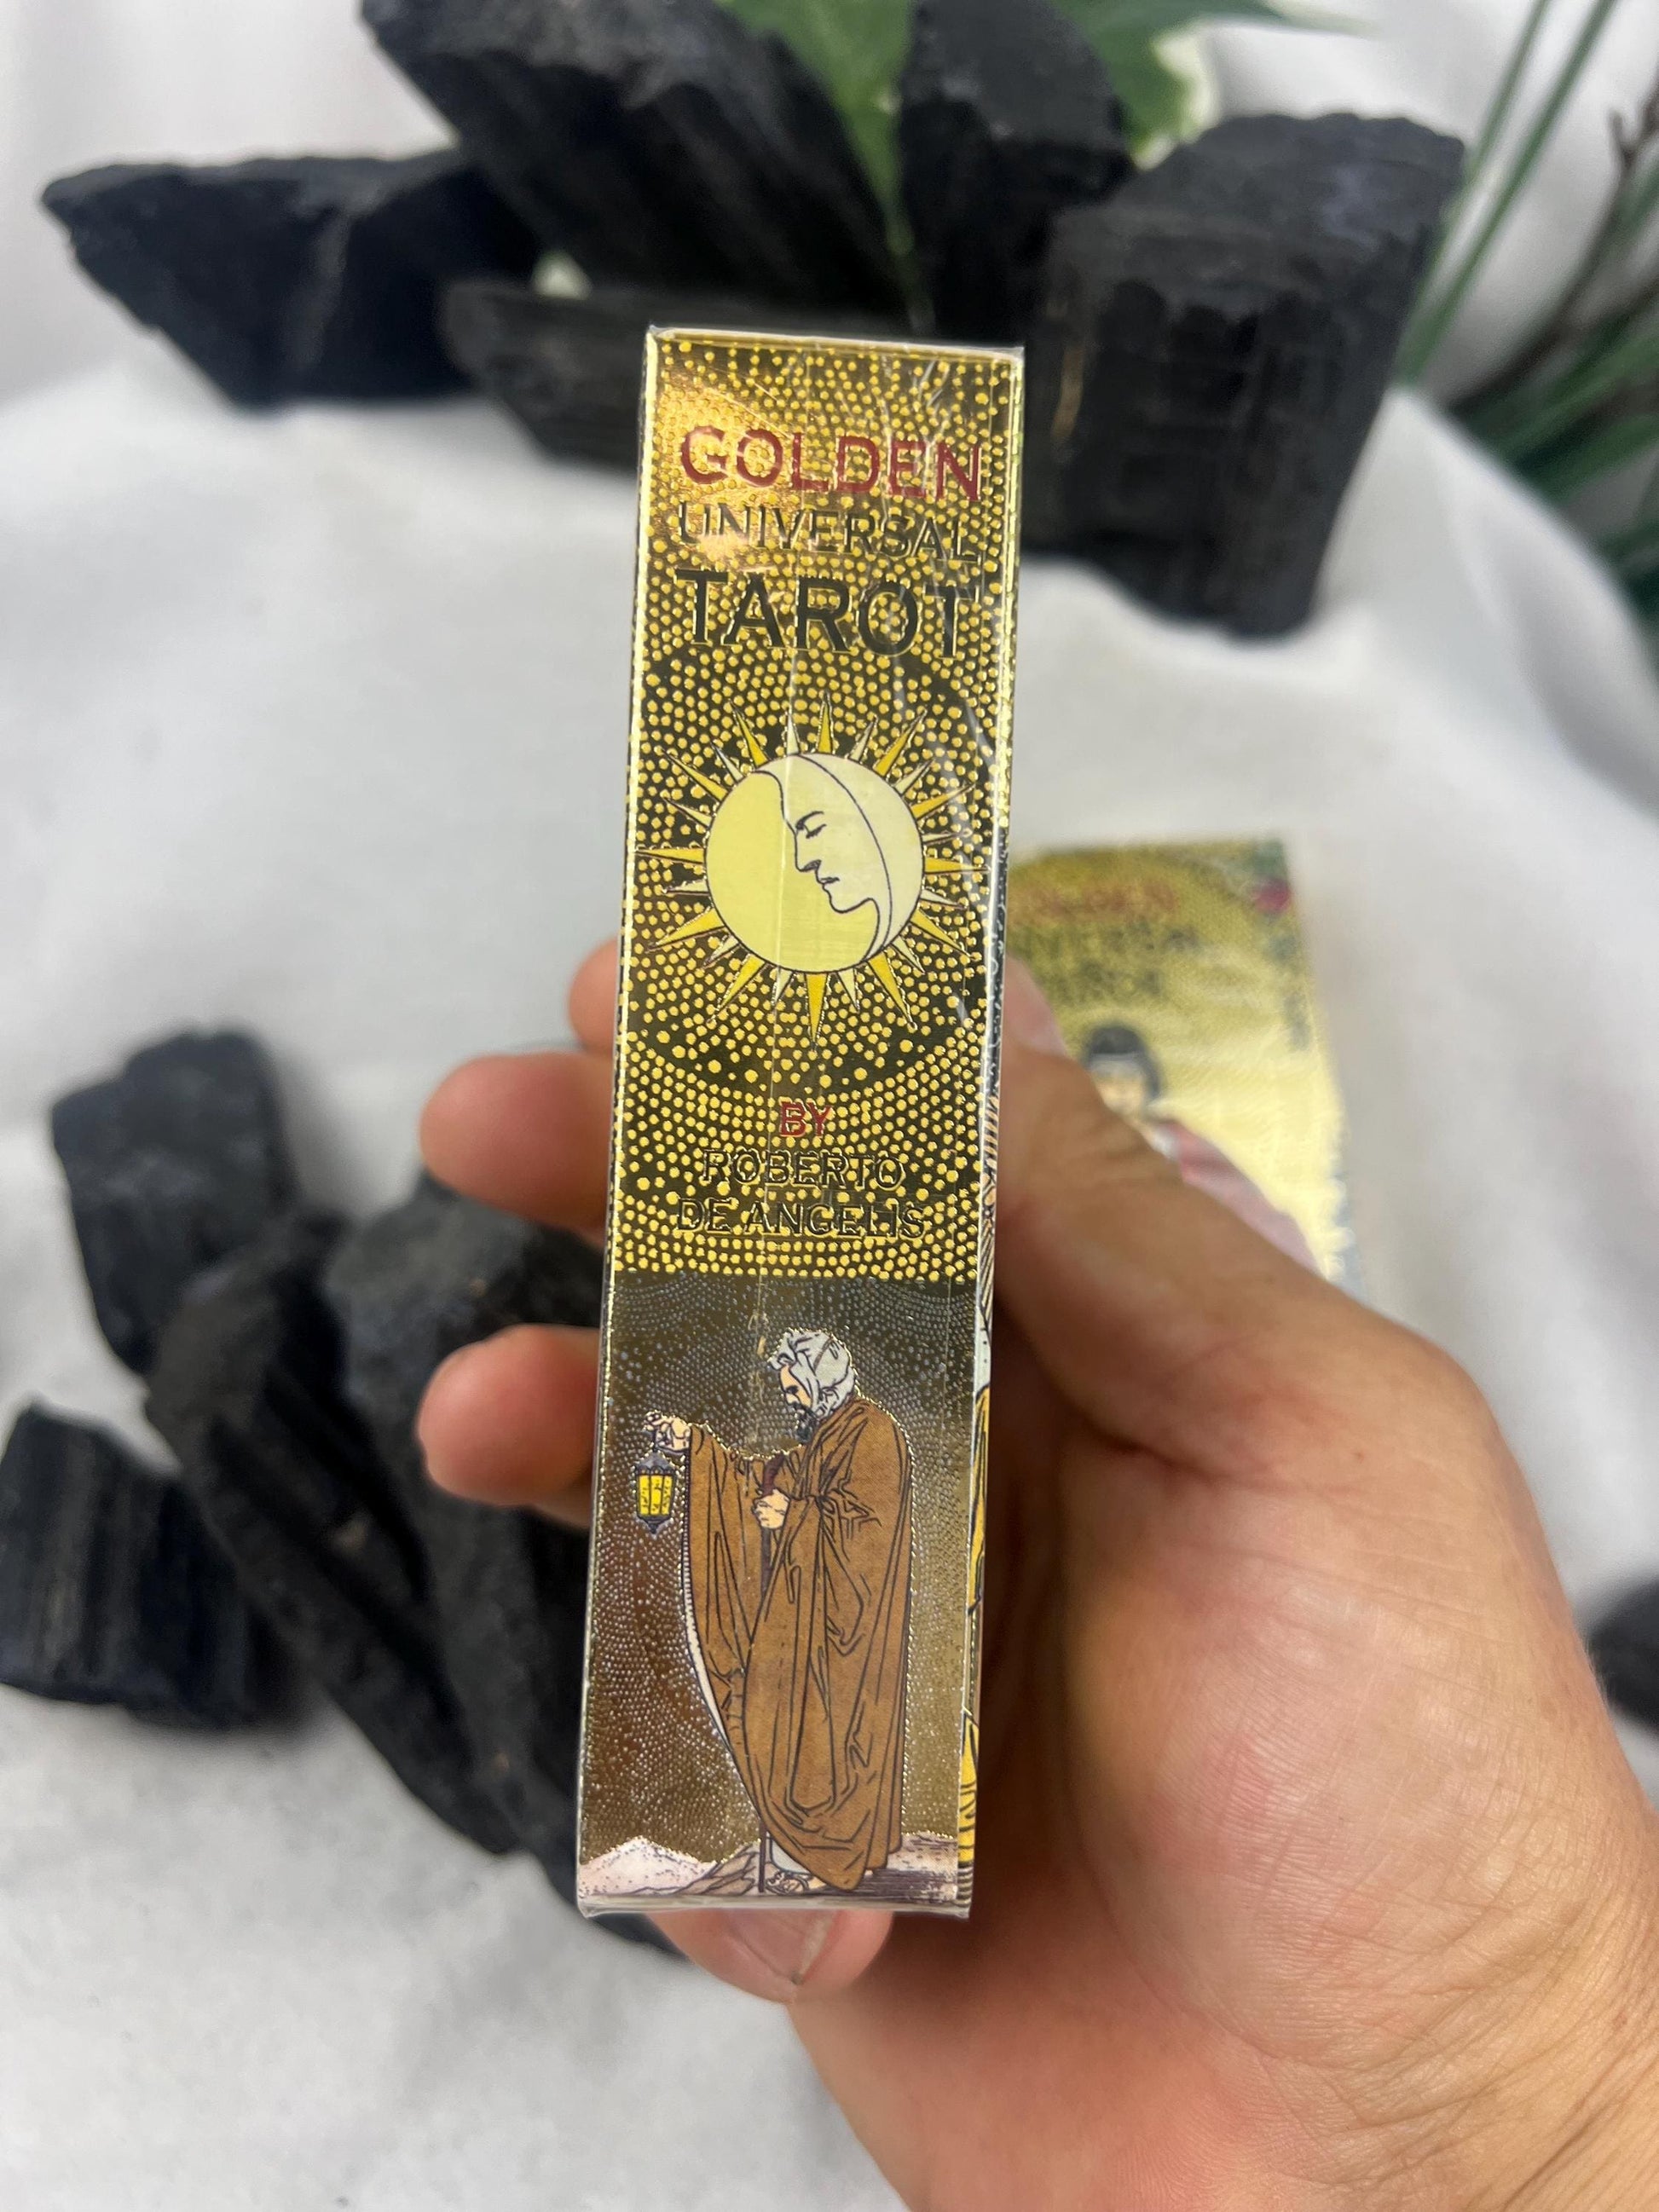 GOLDEN
UNIVERSAL
TAROT
BY
ROBERTO
DE ANGELIS